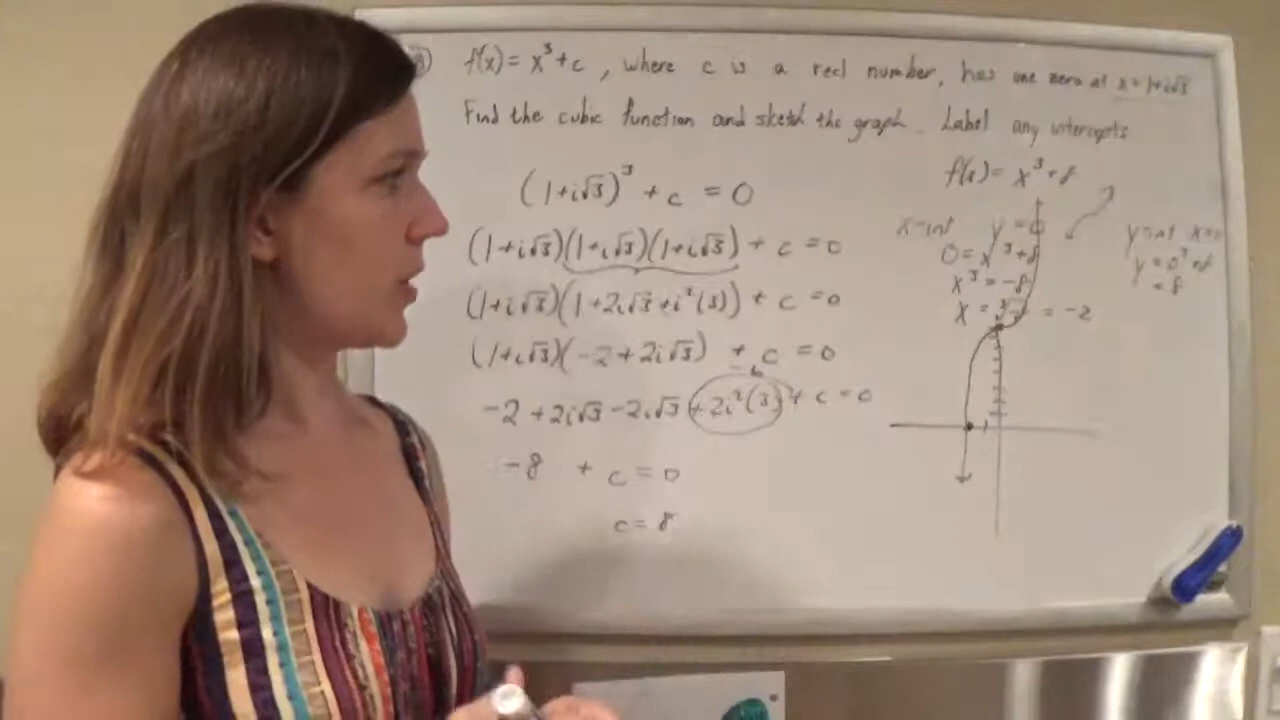 f(x) = x³ + c , where c is a real number, has one zero at x = 1+i√3
Find the cubic function and sketch the graph. Label any intercepts.
(1+i√3)³ + c = 0
(1+i√3)(1+i√3)(1+i√3) + c = 0
(1+i√3)(1+2i√3+i²(3)) + c = 0
(1+i√3)(-2+2i√3) + c = 0
-6
-2 +2i√3 -2i√3 +2i²(3) + c = 0
-8 + c = 0
c = 8
f(x) = x³+8
x-int y=0
0 = x³+8
x³ = -8
= -2
y-int x=0
y = 0³+8
= 8